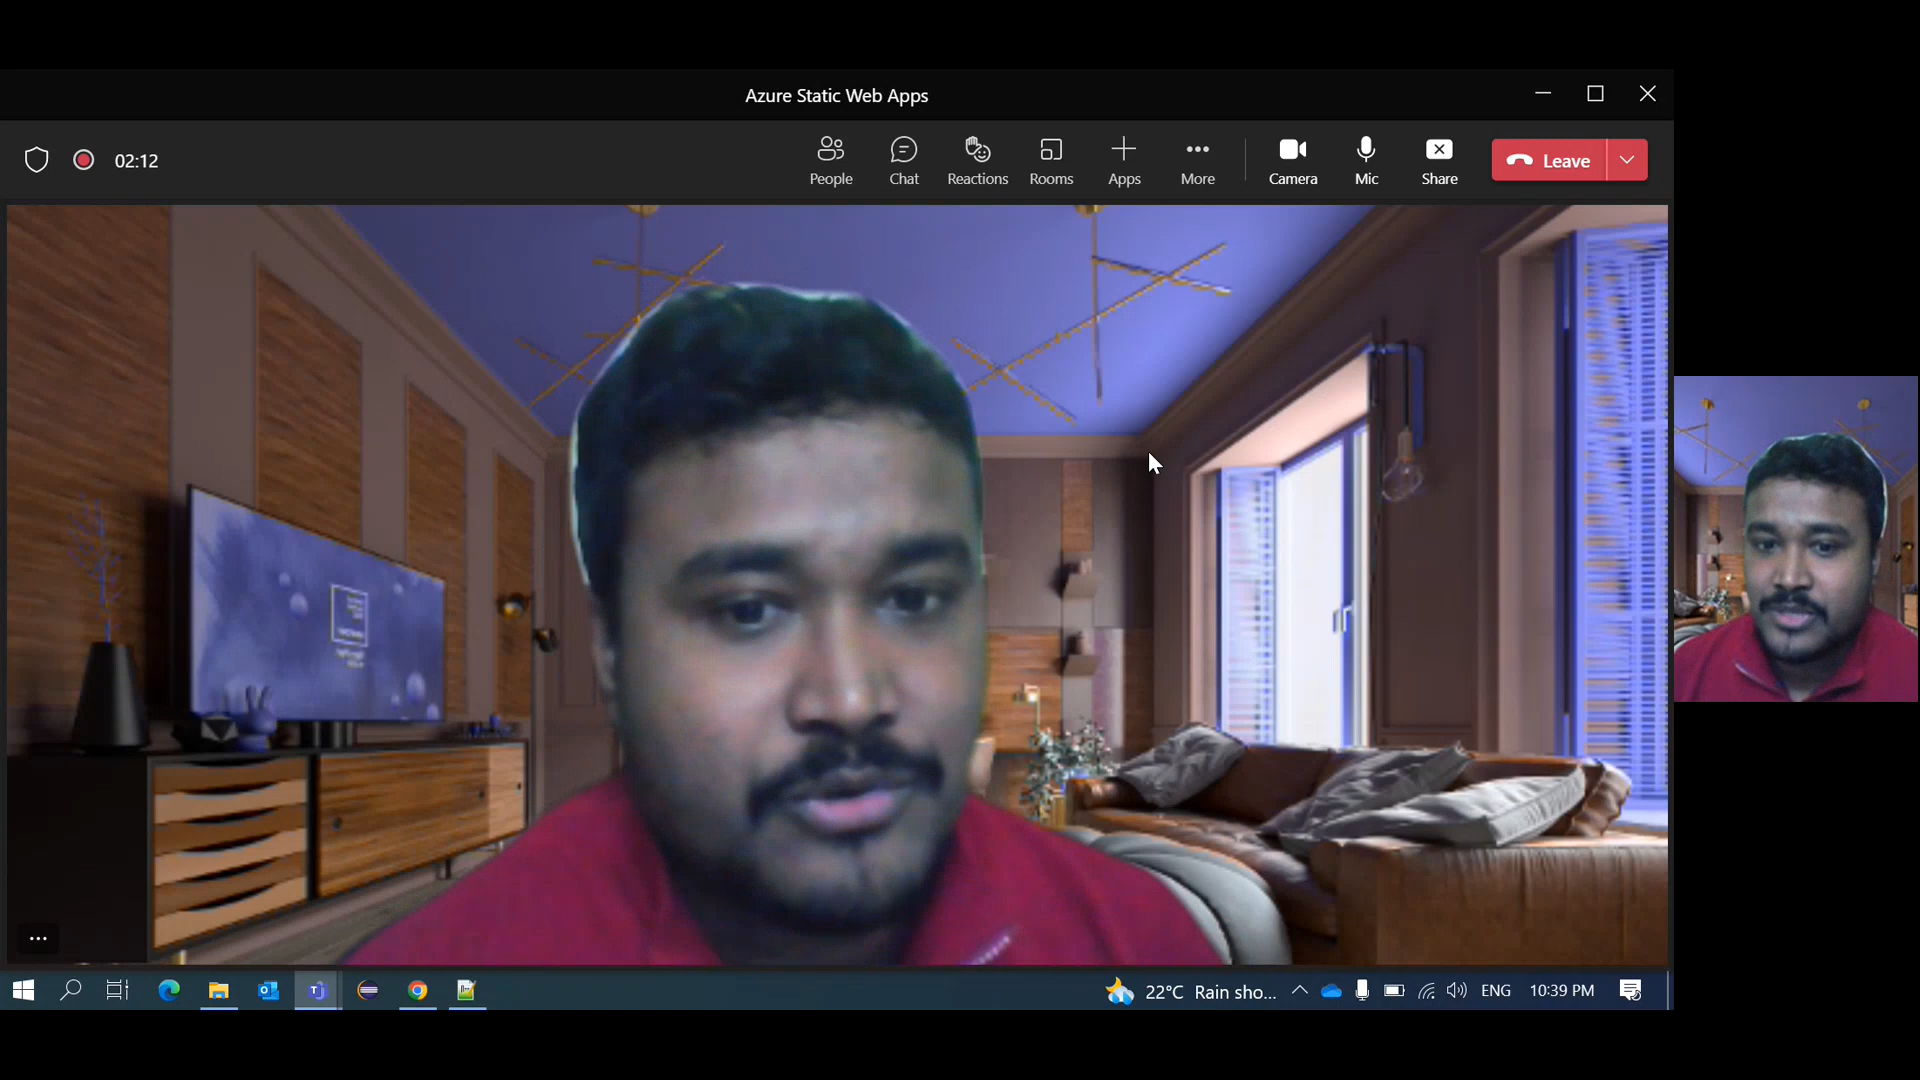 Azure Static Web Apps
02:12
People
Chat
Reactions
Rooms
Apps
More
Camera
Mic
Share
Leave
22°C Rain sho...
ENG
10:39 PM